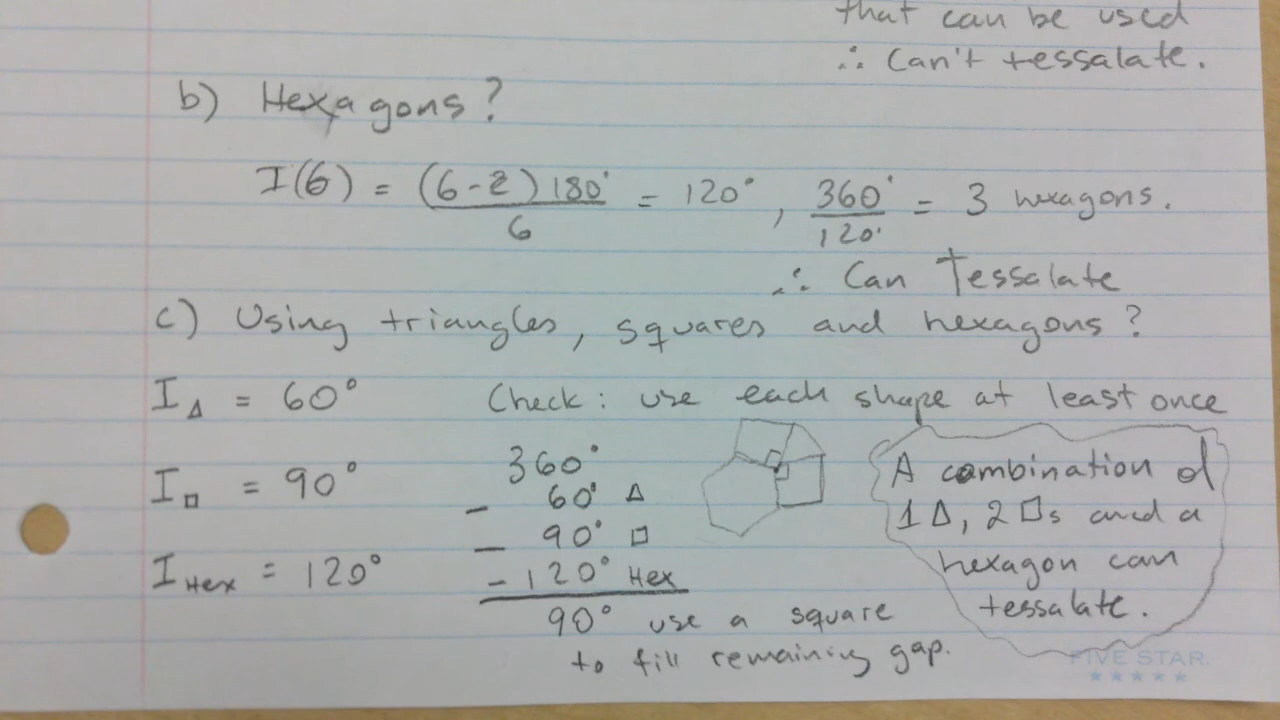 that can be used
∴ Can't tessalate.
b) Hexagons?
I(6) = (6-2)180° / 6 = 120°, 360° / 120° = 3 hexagons.
∴ Can Tessalate
c) Using triangles, squares and hexagons?
I△ = 60°
Check: use each shape at least once
I□ = 90°
I Hex = 120°
360°
- 60° △
- 90° □
- 120° Hex
90° use a square
to fill remaining gap.
A combination of
1△, 2 □s and a
hexagon can
tessalate.
FIVE STAR
★★★★★